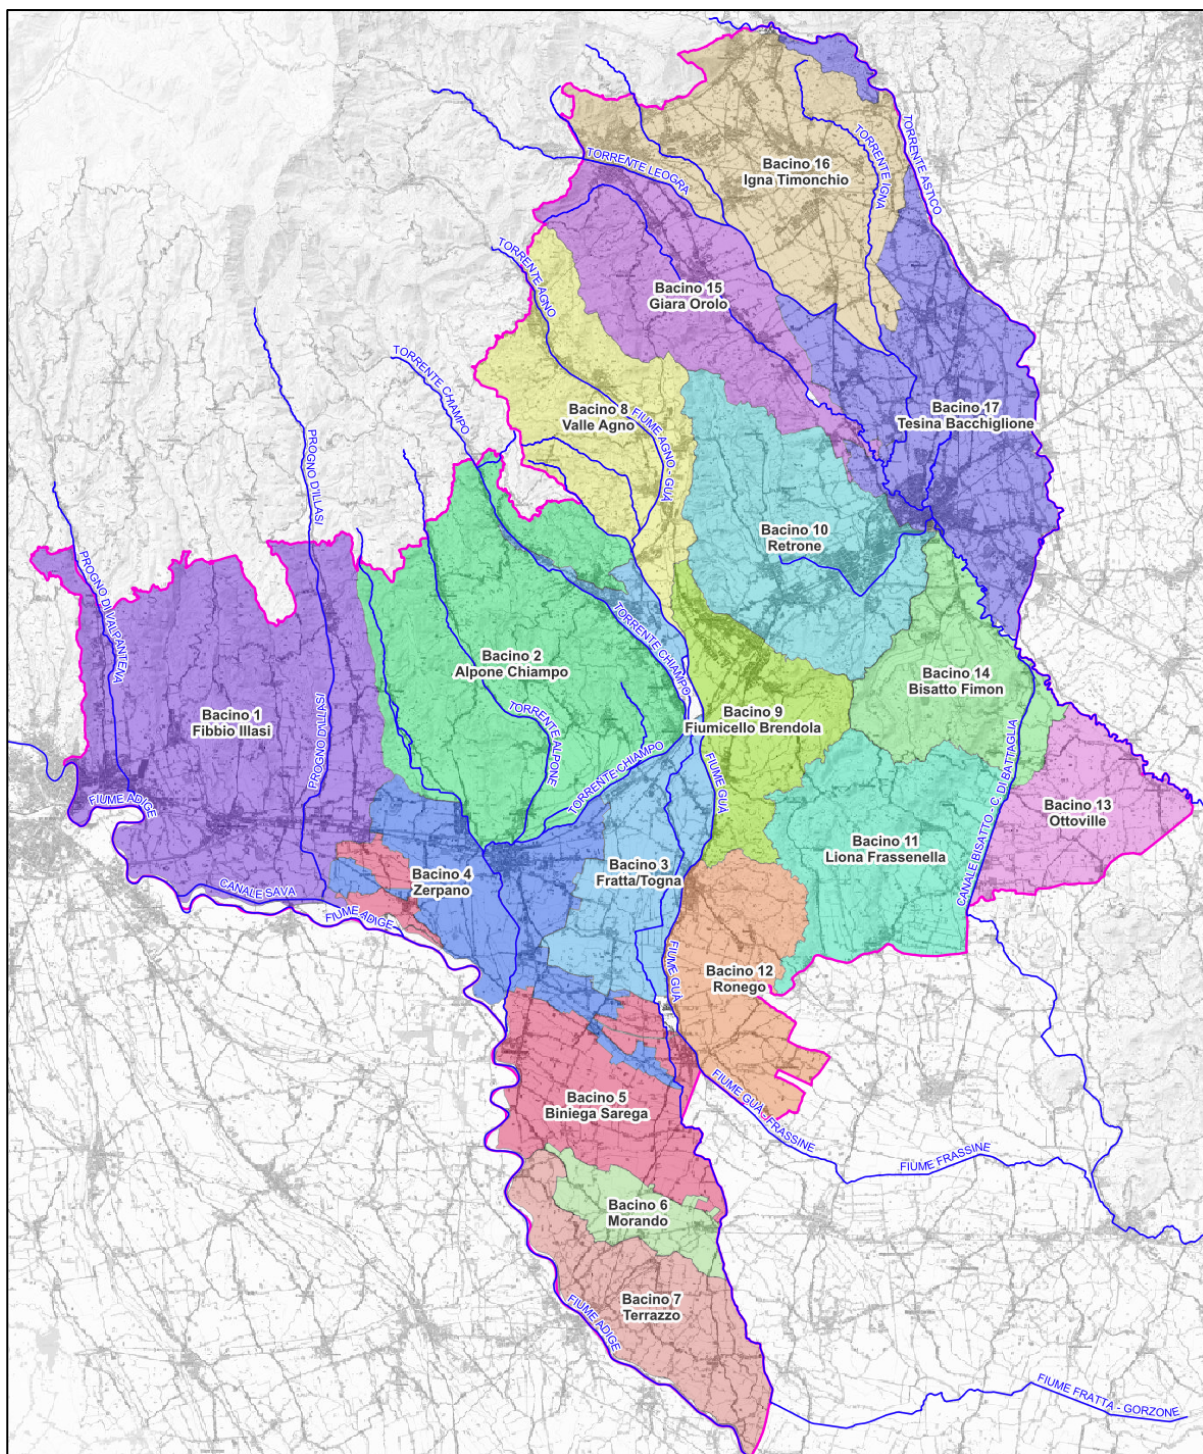 TORRENTE ASTICO
Bacino 16
Igna Timonchio
TORRENTE IGNA
TORRENTE LEOGRA
TORRENTE AGNO
Bacino 15
Giara Orolo
TORRENTE CHIAMPO
Bacino 8
Valle Agno
FIUME AGNO - GUÀ
Bacino 17
Tesina Bacchiglione
PROGNO D'ILLASI
Bacino 10
Retrone
PROGNO DI VALPANTENA
TORRENTE CHIAMPO
Bacino 2
Alpone Chiampo
Bacino 14
Bisatto Fimon
Bacino 1
Fibbio Illasi
PROGNO D'ILLASI
TORRENTE ALPONE
TORRENTE CHIAMPO
Bacino 9
Fiumicello Brendola
FIUME GUÀ
CANALE BISATTO - C. DI BATTAGLIA
FIUME ADIGE
Bacino 13
Ottoville
Bacino 11
Liona Frassenella
Bacino 3
Fratta/Togna
Bacino 4
Zerpano
CANALE SAVA
FIUME ADIGE
FIUME GUÀ
Bacino 12
Ronego
Bacino 5
Biniega Sarega
FIUME GUÀ - FRASSINE
FIUME FRASSINE
Bacino 6
Morando
Bacino 7
Terrazzo
FIUME ADIGE
FIUME FRATTA - GORZONE